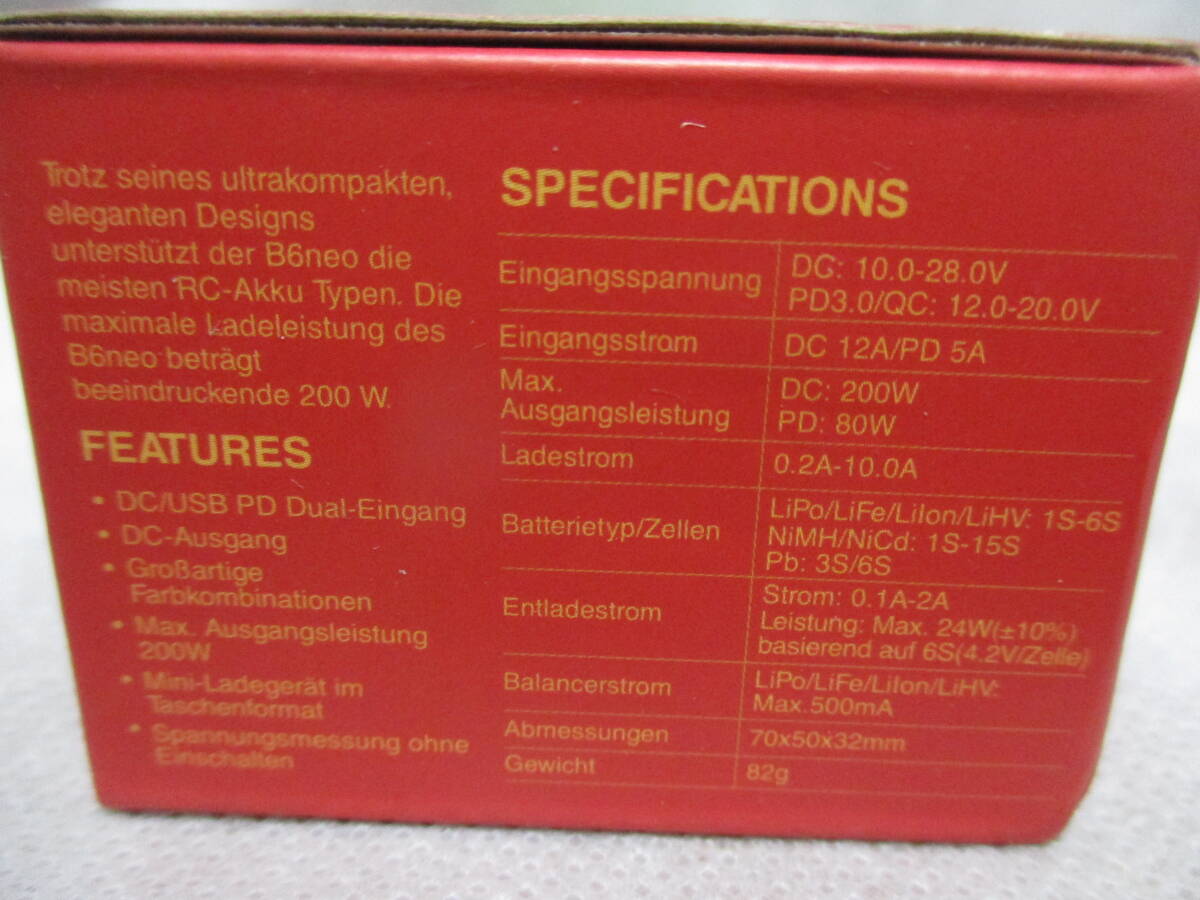 Trotz seines ultrakompakten,
eleganten Designs
unterstützt der B6neo die
meisten RC-Akku Typen. Die
maximale Ladeleistung des
B6neo beträgt
beeindruckende 200 W.
FEATURES
• DC/USB PD Dual-Eingang
• DC-Ausgang
• Großartige
Farbkombinationen
• Max. Ausgangsleistung
200W
• Mini-Ladegerät im
Taschenformat
• Spannungsmessung ohne
Einschalten
SPECIFICATIONS
Eingangsspannung
DC: 10.0-28.0V
PD3.0/QC: 12.0-20.0V
Eingangsstrom
DC 12A/PD 5A
Max.
Ausgangsleistung
DC: 200W
PD: 80W
Ladestrom
0.2A-10.0A
Batterietyp/Zellen
LiPo/LiFe/LiIon/LiHV: 1S-6S
NiMH/NiCd: 1S-15S
Pb: 3S/6S
Entladestrom
Strom: 0.1A-2A
Leistung: Max. 24W(±10%)
basierend auf 6S(4.2V/Zelle)
Balancerstrom
LiPo/LiFe/LiIon/LiHV:
Max.500mA
Abmessungen
70x50x32mm
Gewicht
82g